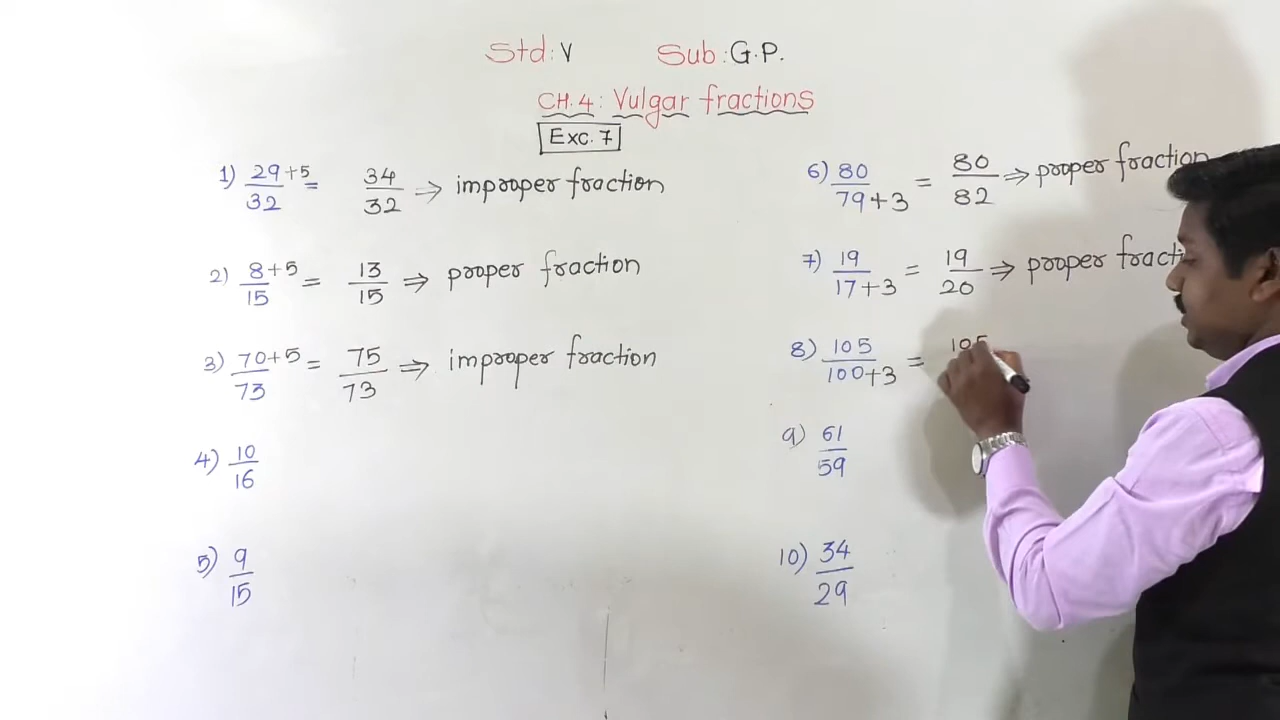 Std: V Sub: G.P.
CH.4: Vulgar fractions
Exc. 7
1) 29+5/32 = 34/32 ⇒ improper fraction
2) 8+5/15 = 13/15 ⇒ proper fraction
3) 70+5/73 = 75/73 ⇒ improper fraction
4) 10/16
5) 9/15
6) 80/79+3 = 80/82 ⇒ proper fraction
7) 19/17+3 = 19/20 ⇒ proper fracti
8) 105/100+3 = 105
9) 61/59
10) 34/29